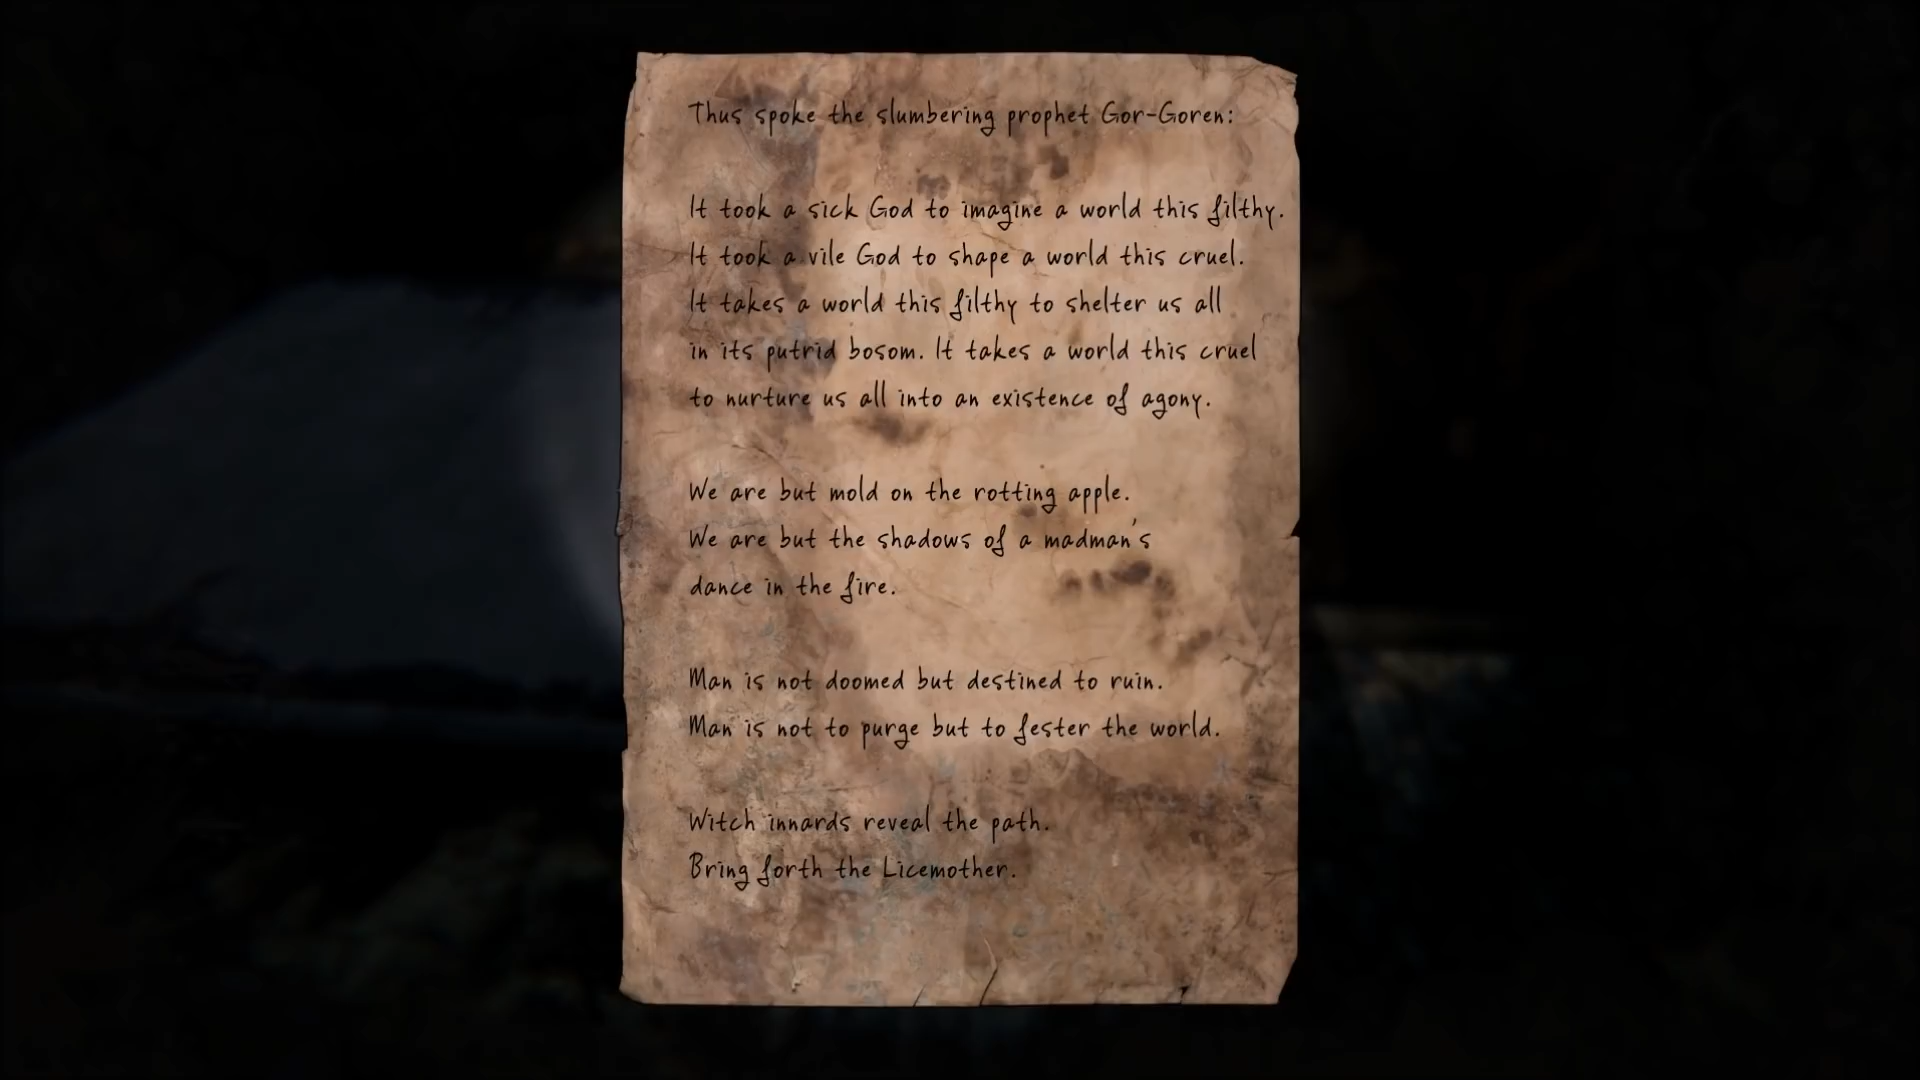 Thus spoke the slumbering prophet Gor-Goren:
It took a sick God to imagine a world this filthy.
It took a vile God to shape a world this cruel.
It takes a world this filthy to shelter us all
in its putrid bosom. It takes a world this cruel
to nurture us all into an existence of agony.
We are but mold on the rotting apple.
We are but the shadows of a madman's
dance in the fire.
Man is not doomed but destined to ruin.
Man is not to purge but to fester the world.
Witch innards reveal the path.
Bring forth the Licemother.